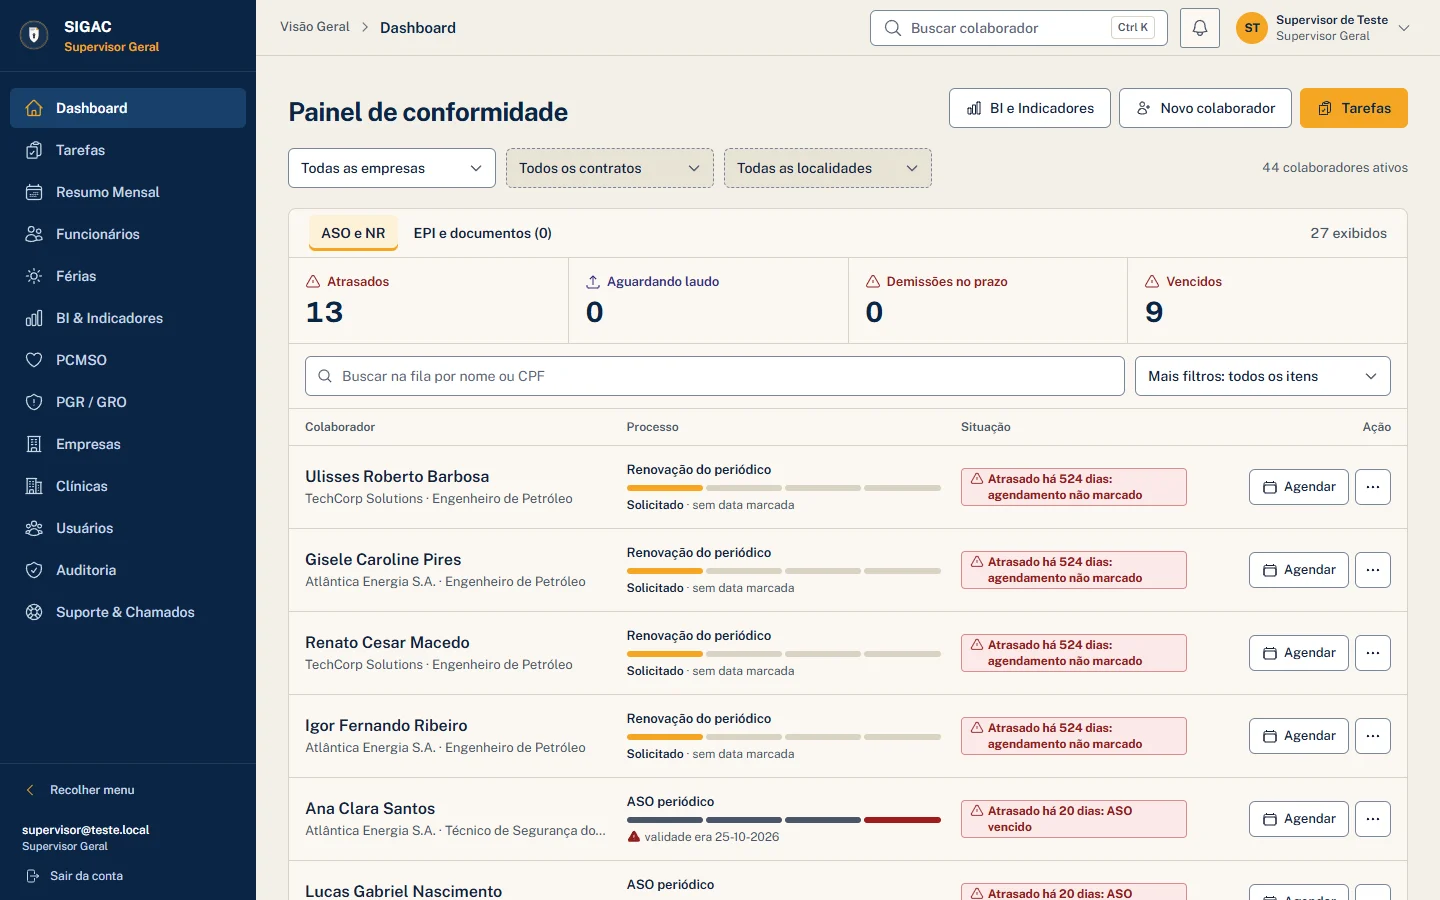 SIGAC
Supervisor Geral
Dashboard
Tarefas
Resumo Mensal
Funcionários
Férias
BI & Indicadores
PCMSO
PGR / GRO
Empresas
Clínicas
Usuários
Auditoria
Suporte & Chamados
Recolher menu
supervisor@teste.local
Supervisor Geral
Sair da conta
Visão Geral > Dashboard
Buscar colaborador Ctrl K
ST
Supervisor de Teste
Supervisor Geral
Painel de conformidade
BI e Indicadores
Novo colaborador
Tarefas
Todas as empresas
Todos os contratos
Todas as localidades
44 colaboradores ativos
ASO e NR
EPI e documentos (0)
27 exibidos
Atrasados
13
Aguardando laudo
0
Demissões no prazo
0
Vencidos
9
Buscar na fila por nome ou CPF
Mais filtros: todos os itens
Colaborador Processo Situação Ação
Ulisses Roberto Barbosa
TechCorp Solutions · Engenheiro de Petróleo
Renovação do periódico
Solicitado · sem data marcada
Atrasado há 524 dias:
agendamento não marcado
Agendar ...
Gisele Caroline Pires
Atlântica Energia S.A. · Engenheiro de Petróleo
Renovação do periódico
Solicitado · sem data marcada
Atrasado há 524 dias:
agendamento não marcado
Agendar ...
Renato Cesar Macedo
TechCorp Solutions · Engenheiro de Petróleo
Renovação do periódico
Solicitado · sem data marcada
Atrasado há 524 dias:
agendamento não marcado
Agendar ...
Igor Fernando Ribeiro
Atlântica Energia S.A. · Engenheiro de Petróleo
Renovação do periódico
Solicitado · sem data marcada
Atrasado há 524 dias:
agendamento não marcado
Agendar ...
Ana Clara Santos
Atlântica Energia S.A. · Técnico de Segurança do...
ASO periódico
validade era 25-10-2026
Atrasado há 20 dias: ASO
vencido
Agendar ...
Lucas Gabriel Nascimento
ASO periódico
Atrasado há 20 dias: ASO
Agendar ...